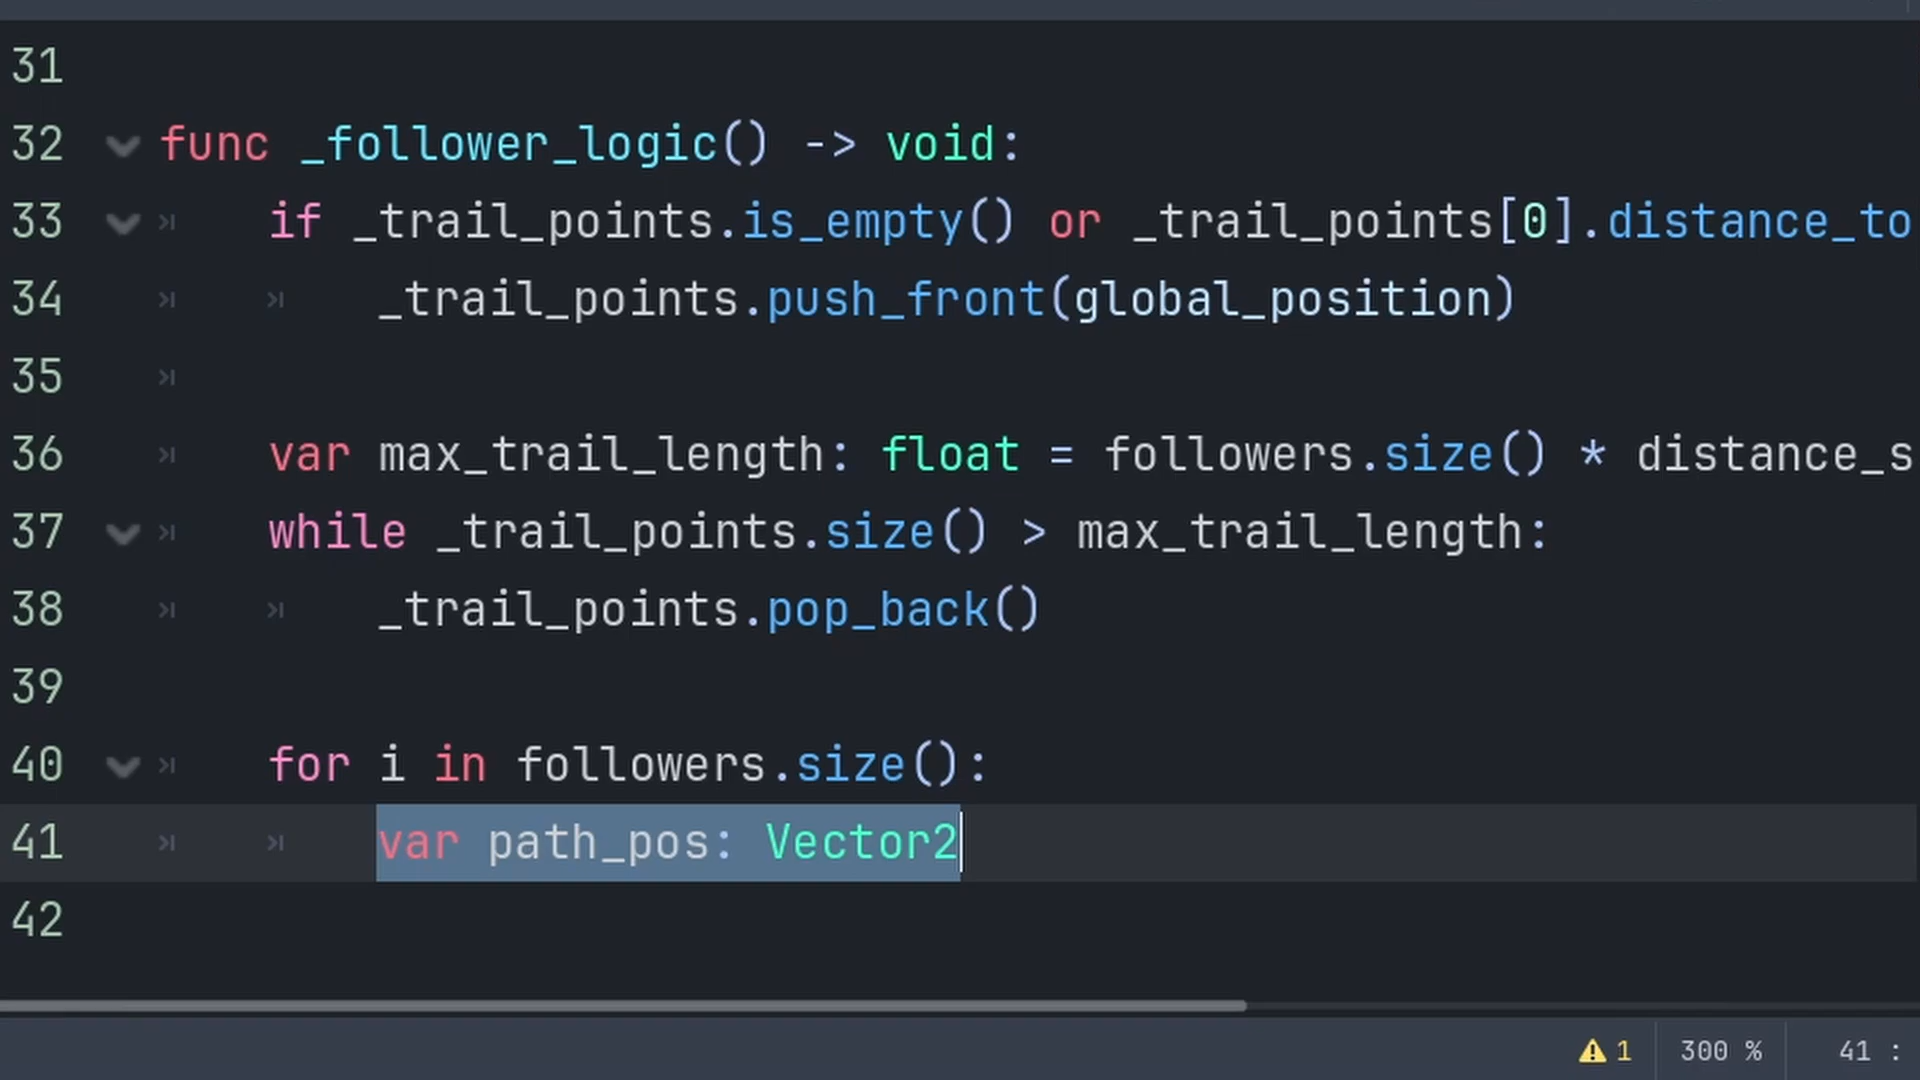 31
32 func _follower_logic() -> void:
33 if _trail_points.is_empty() or _trail_points[0].distance_to
34 _trail_points.push_front(global_position)
35
36 var max_trail_length: float = followers.size() * distance_s
37 while _trail_points.size() > max_trail_length:
38 _trail_points.pop_back()
39
40 for i in followers.size():
41 var path_pos: Vector2
42
1 300 % 41 :